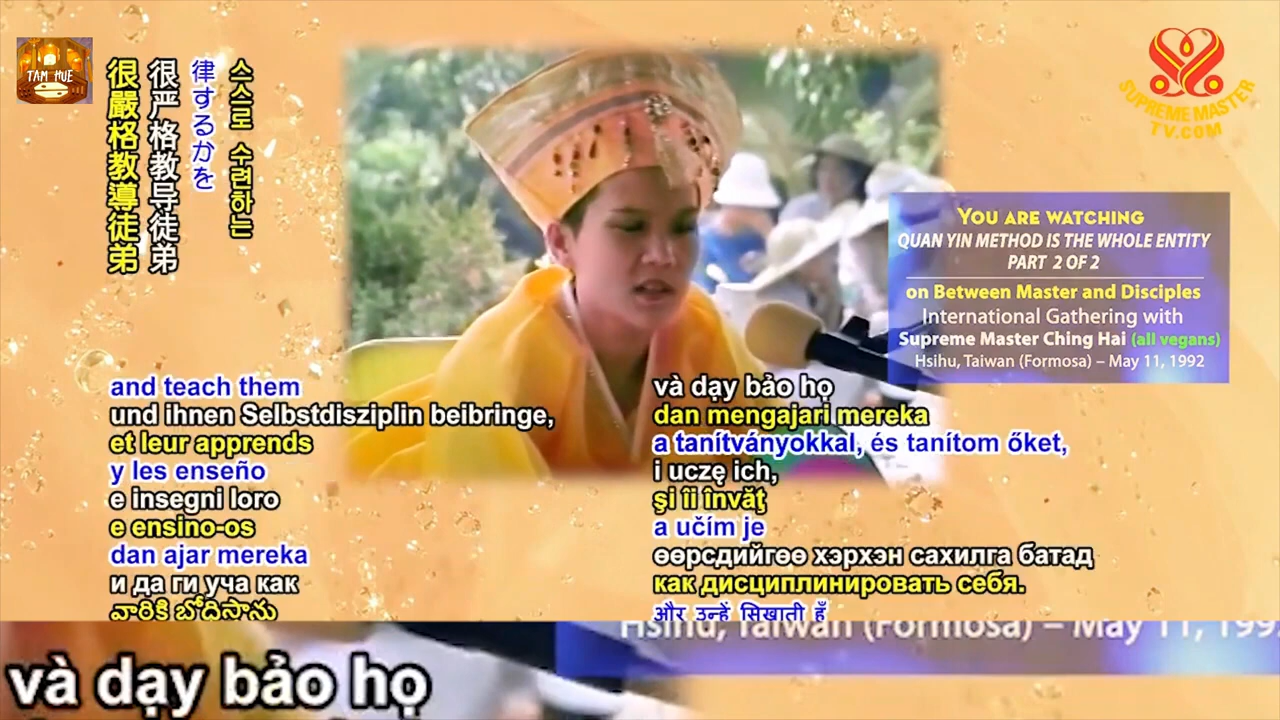 TAM HUE
很嚴格教導徒弟
很严格教导徒弟
律するかを
스스로 수련하는
SUPREME MASTER
TV.COM
YOU ARE WATCHING
QUAN YIN METHOD IS THE WHOLE ENTITY
PART 2 OF 2
on Between Master and Disciples
International Gathering with
Supreme Master Ching Hai (all vegans)
Hsihu, Taiwan (Formosa) – May 11, 1992
and teach them
und ihnen Selbstdisziplin beibringe,
et leur apprends
y les enseño
e insegni loro
e ensino-os
dan ajar mereka
и да ги уча как
వారికి బోధిస్తాను
và dạy bảo họ
dan mengajari mereka
a tanítványokkal, és tanítom őket,
i uczę ich,
şi îi învăţ
a učím je
өөрсдийгөө хэрхэн сахилга батад
как дисциплинировать себя.
और उन्हें सिखाती हूँ
Hsihu, Taiwan (Formosa) – May 11, 199
và dạy bảo họ